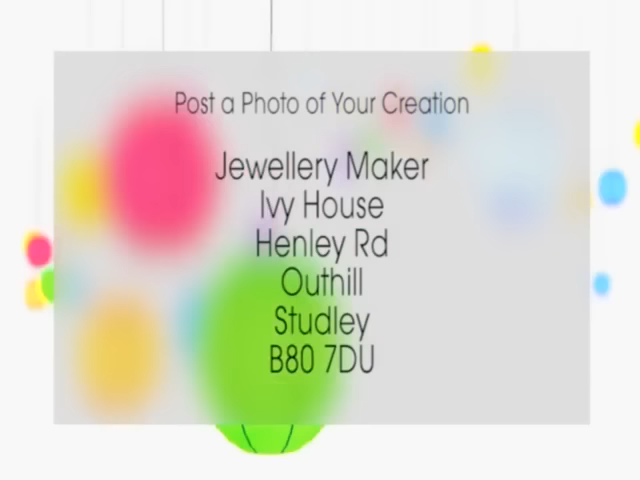 Post a Photo of Your Creation
Jewellery Maker
Ivy House
Henley Rd
Outhill
Studley
B80 7DU